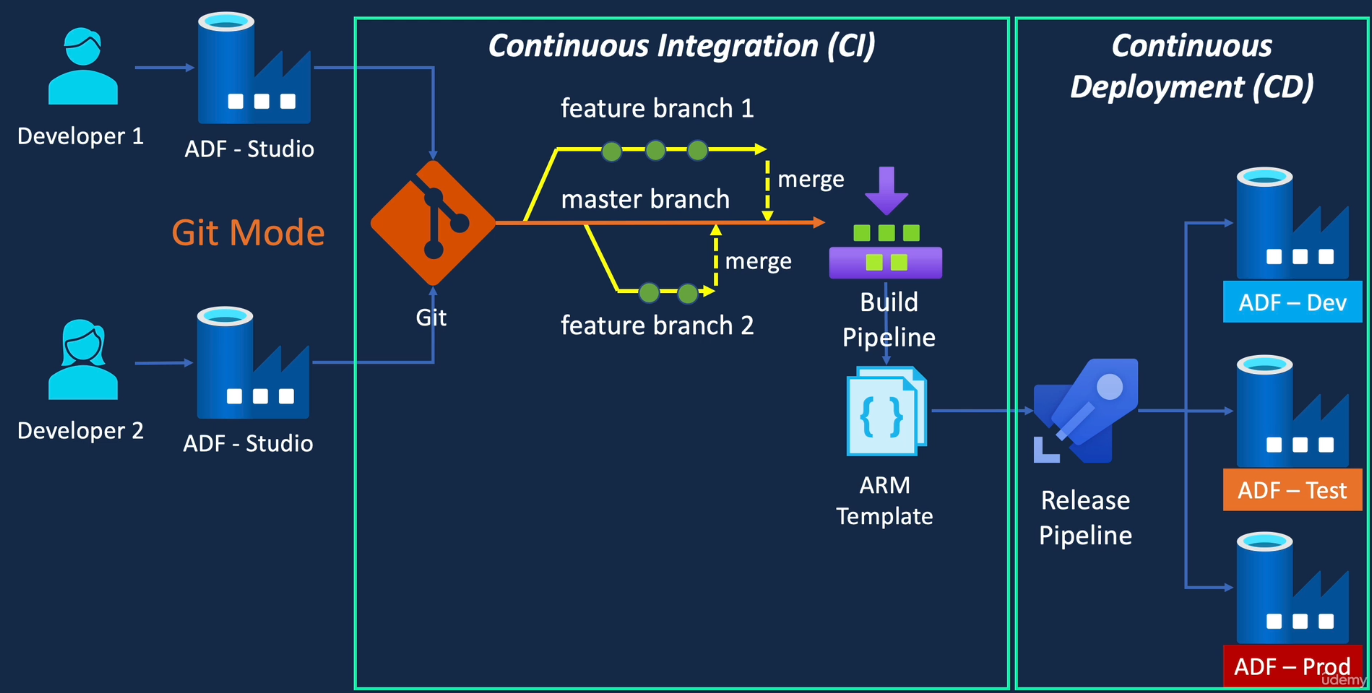 Continuous Integration (CI)
Continuous
Deployment (CD)
Developer 1
ADF - Studio
feature branch 1
merge
master branch
Git Mode
merge
Git
feature branch 2
Build
Pipeline
Developer 2
ADF - Studio
{ }
ARM
Template
Release
Pipeline
ADF – Dev
ADF – Test
ADF – Prod
udemy